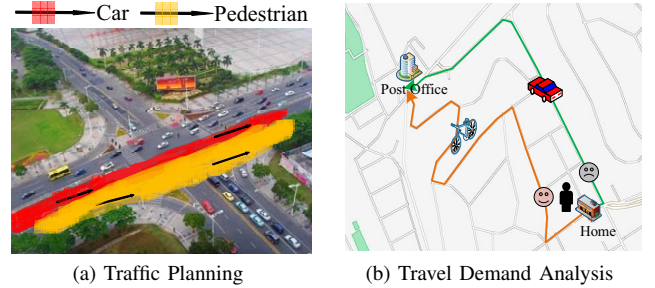 Car Pedestrian
Post Office
Home
(a) Traffic Planning
(b) Travel Demand Analysis